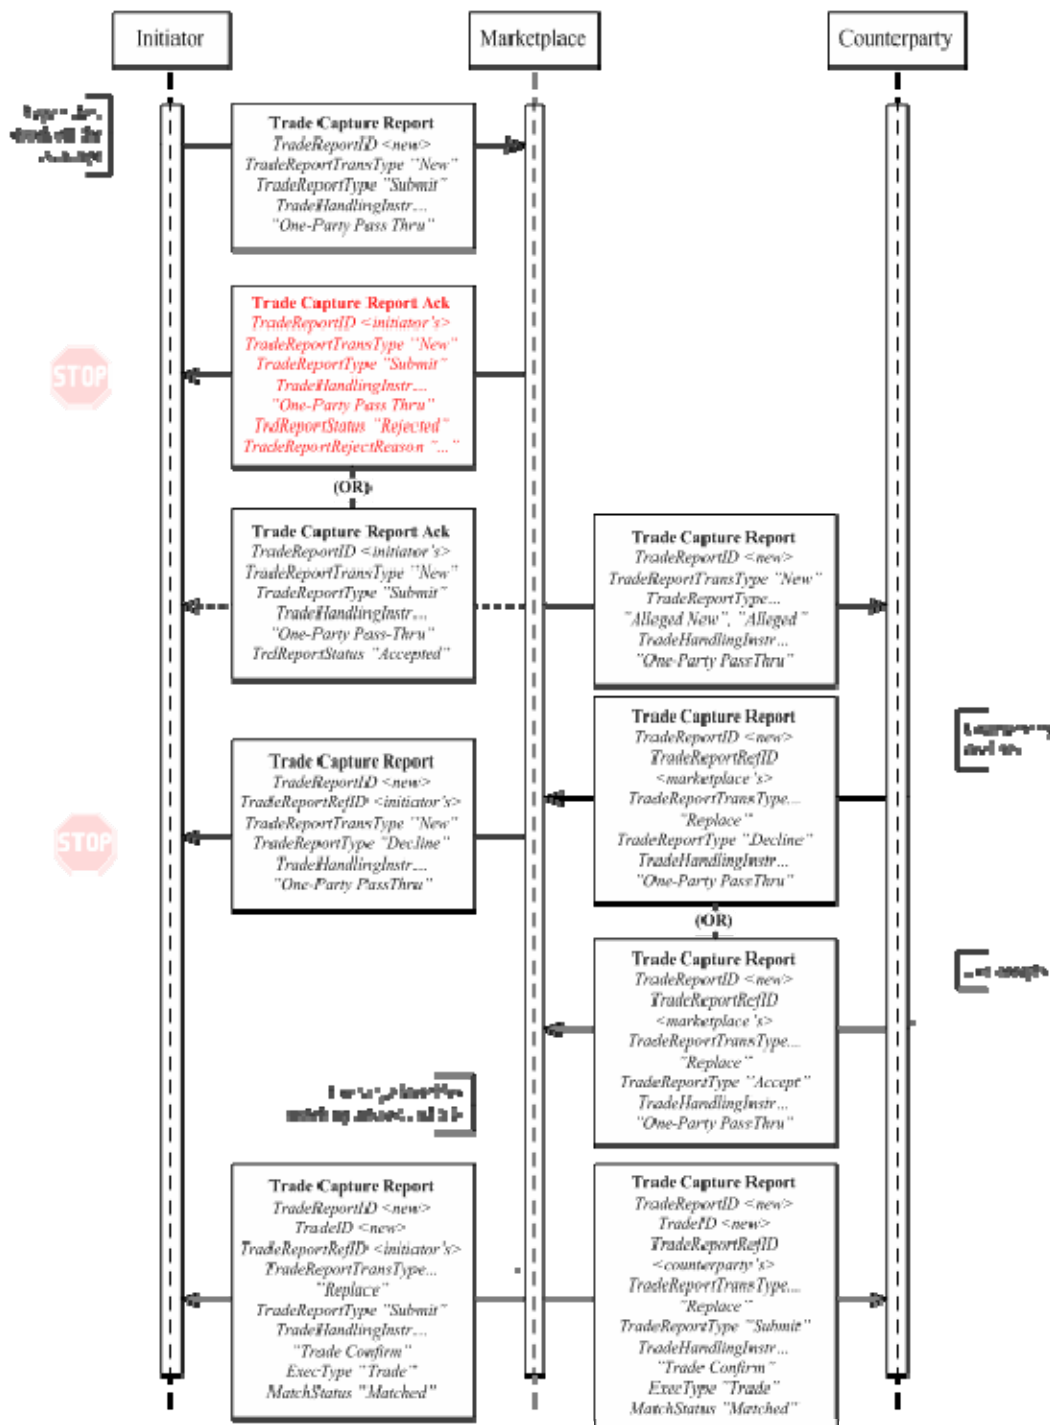 Initiator
Marketplace
Counterparty
Trade Capture Report
TradeReportID <new>
TradeReportTransType "New"
TradeReportType "Submit"
TradeHandlingInstr...
"One-Party Pass Thru"
Trade Capture Report Ack
TradeReportID <initiator's>
TradeReportTransType "New"
TradeReportType "Submit"
TradeHandlingInstr...
"One-Party Pass Thru"
TrdReportStatus "Rejected"
TradeReportRejectReason "..."
STOP
(OR)
Trade Capture Report Ack
TradeReportID <initiator's>
TradeReportTransType "New"
TradeReportType "Submit"
TradeHandlingInstr...
"One-Party Pass-Thru"
TrdReportStatus "Accepted"
Trade Capture Report
TradeReportID <new>
TradeReportTransType "New"
TradeReportType...
"Alleged New", "Alleged"
TradeHandlingInstr...
"One-Party PassThru"
Trade Capture Report
TradeReportID <new>
TradeReportRefID
<marketplace's>
TradeReportTransType...
"Replace"
TradeReportType "Decline"
TradeHandlingInstr...
"One-Party PassThru"
Trade Capture Report
TradeReportID <new>
TradeReportRefID <initiator's>
TradeReportTransType "New"
TradeReportType "Decline"
TradeHandlingInstr...
"One-Party PassThru"
STOP
(OR)
Trade Capture Report
TradeReportID <new>
TradeReportRefID
<marketplace's>
TradeReportTransType...
"Replace"
TradeReportType "Accept"
TradeHandlingInstr...
"One-Party PassThru"
Trade Capture Report
TradeReportID <new>
TradeID <new>
TradeReportRefID <initiator's>
TradeReportTransType...
"Replace"
TradeReportType "Submit"
TradeHandlingInstr...
"Trade Confirm"
ExecType "Trade"
MatchStatus "Matched"
Trade Capture Report
TradeReportID <new>
TradeID <new>
TradeReportRefID
<counterparty's>
TradeReportTransType...
"Replace"
TradeReportType "Submit"
TradeHandlingInstr...
"Trade Confirm"
ExecType "Trade"
MatchStatus "Matched"